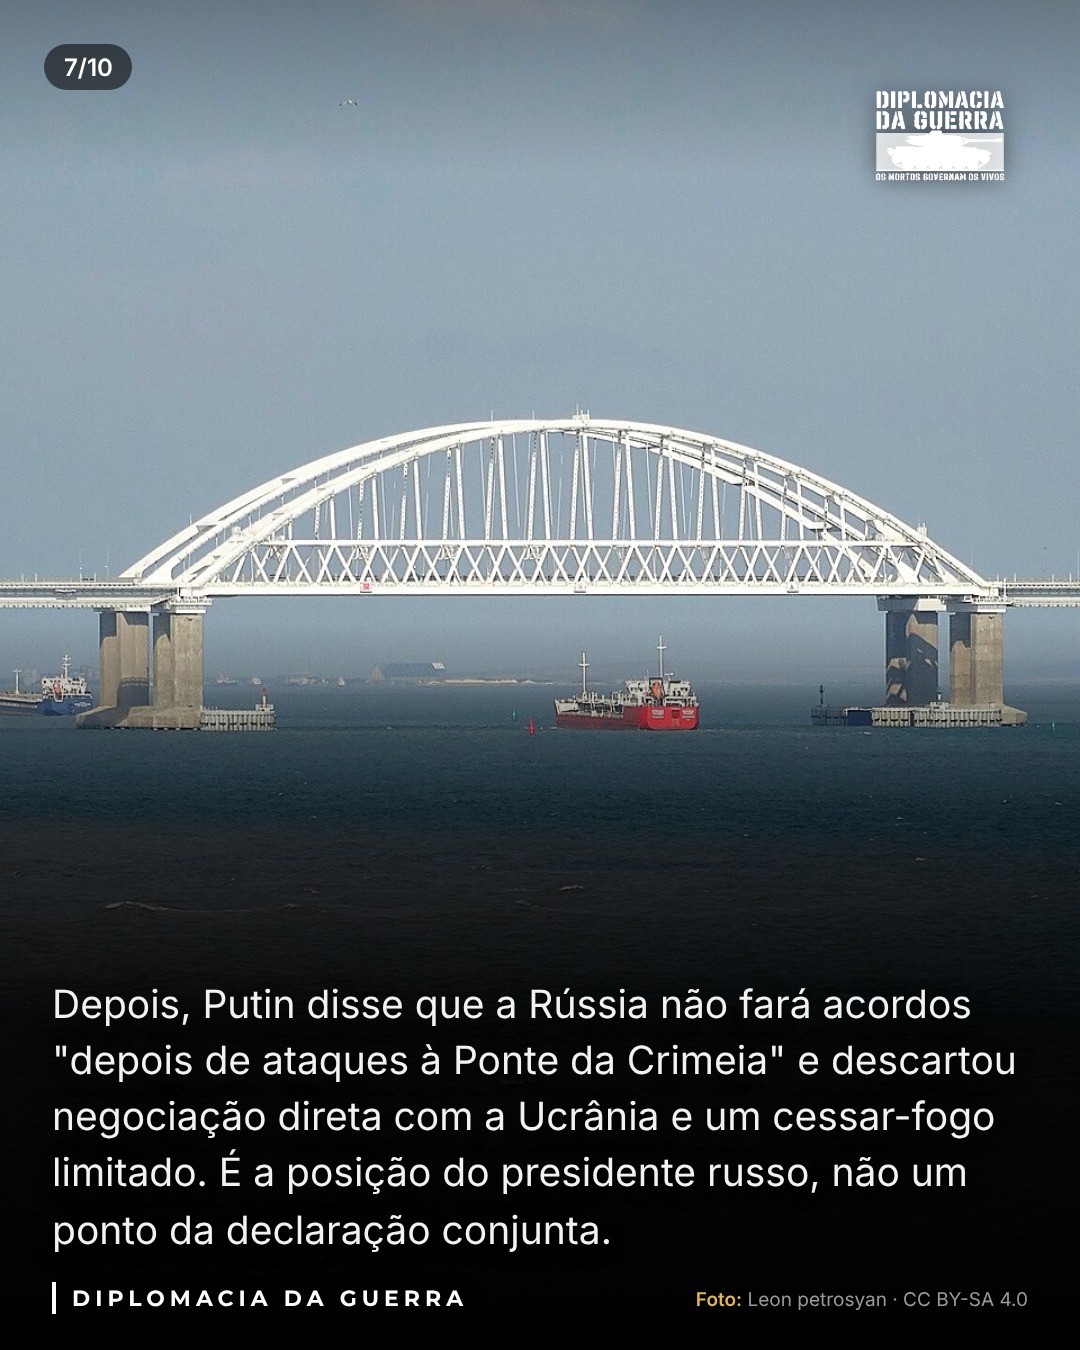 7/10
DIPLOMACIA
DA GUERRA
OS MORTOS GOVERNAM OS VIVOS
Depois, Putin disse que a Rússia não fará acordos
"depois de ataques à Ponte da Crimeia" e descartou
negociação direta com a Ucrânia e um cessar-fogo
limitado. É a posição do presidente russo, não um
ponto da declaração conjunta.
DIPLOMACIA DA GUERRA
Foto: Leon petrosyan · CC BY-SA 4.0